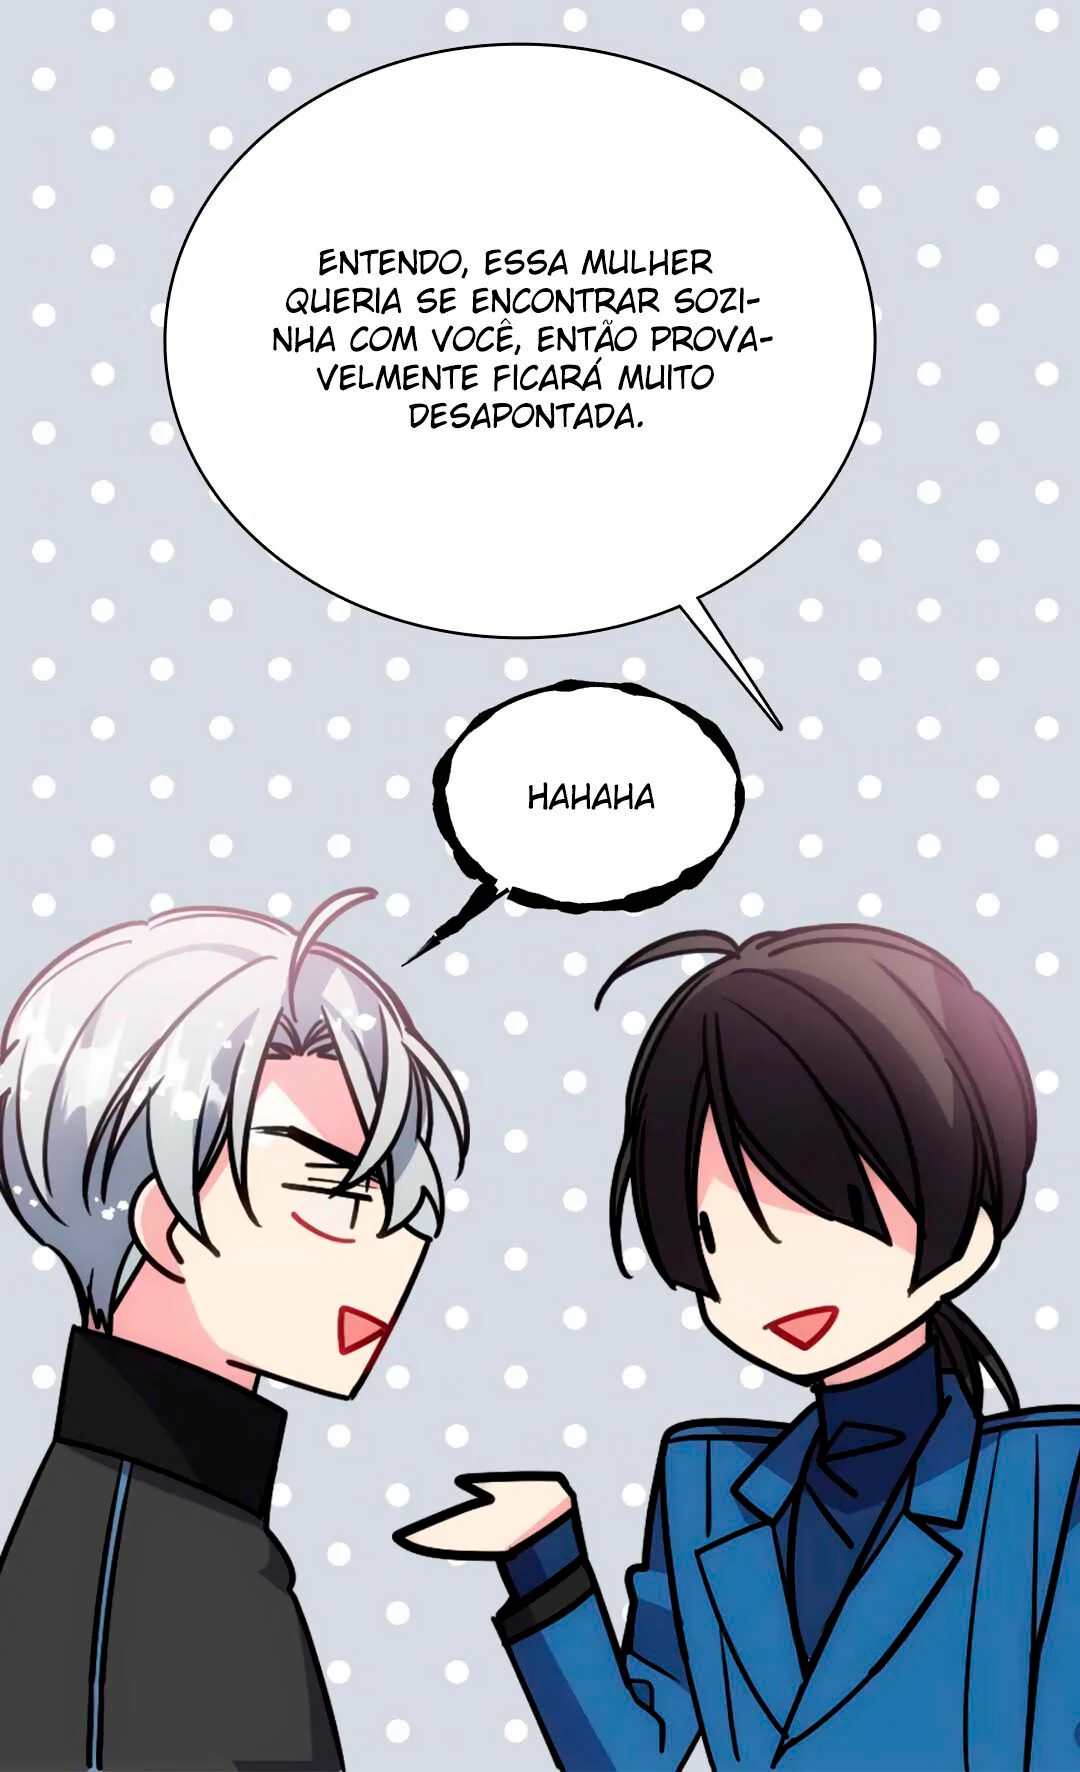 ENTENDO, ESSA MULHER
QUERIA SE ENCONTRAR SOZI-
NHA COM VOCÊ, ENTÃO PROVA-
VELMENTE FICARÁ MUITO
DESAPONTADA.
HAHAHA